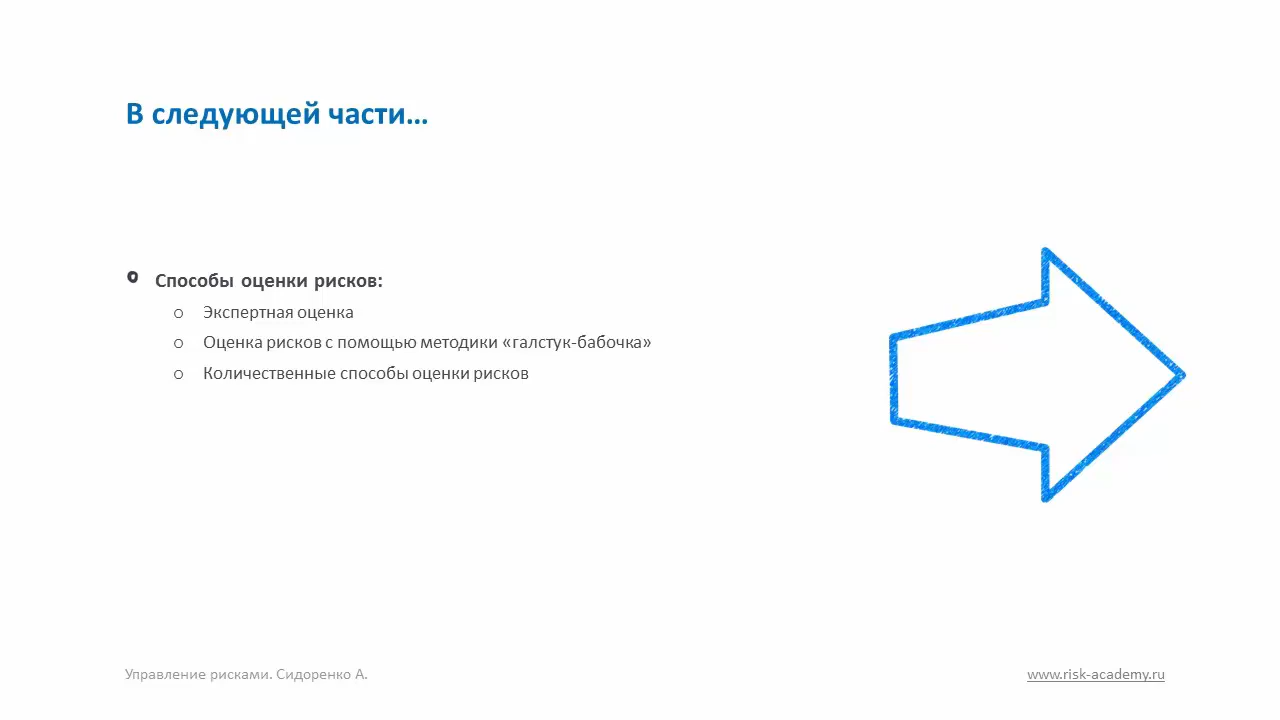 В следующей части…
Способы оценки рисков:
Экспертная оценка
Оценка рисков с помощью методики «галстук-бабочка»
Количественные способы оценки рисков
Управление рисками. Сидоренко А.
www.risk-academy.ru